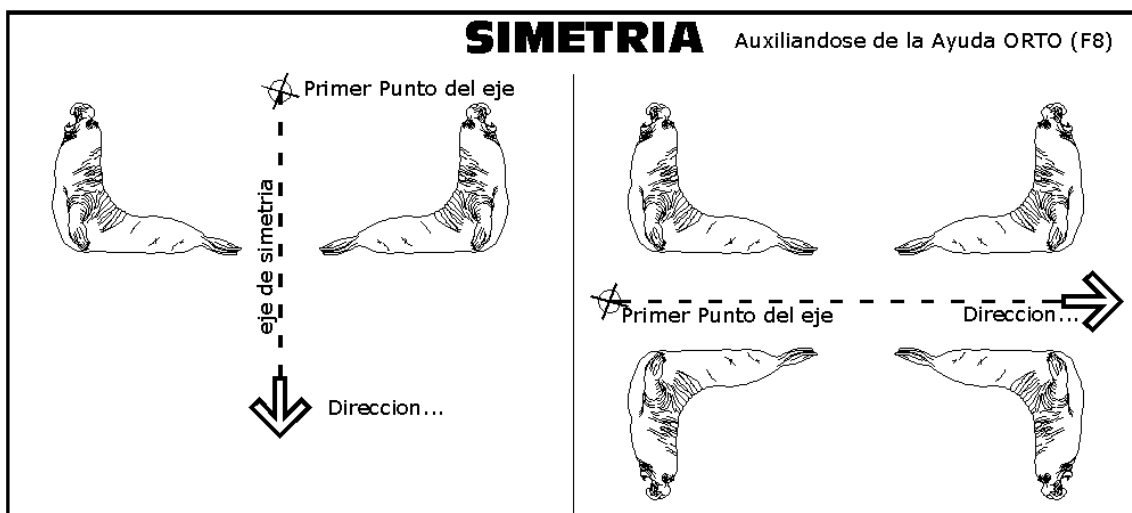 SIMETRIA Auxiliandose de la Ayuda ORTO (F8)
Primer Punto del eje
eje de simetria
Direccion...
Primer Punto del eje
Direccion...